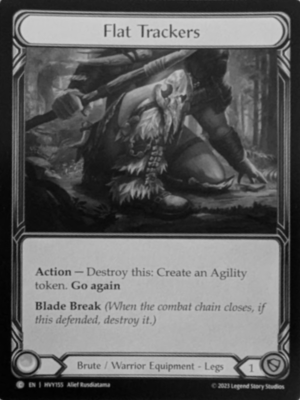 Flat Trackers
Action — Destroy this: Create an Agility
token. Go again
Blade Break (When the combat chain closes, if
this defended, destroy it.)
Brute / Warrior Equipment - Legs
1
C EN | HVY155 Alief Rusdiatama
© 2023 Legend Story Studios